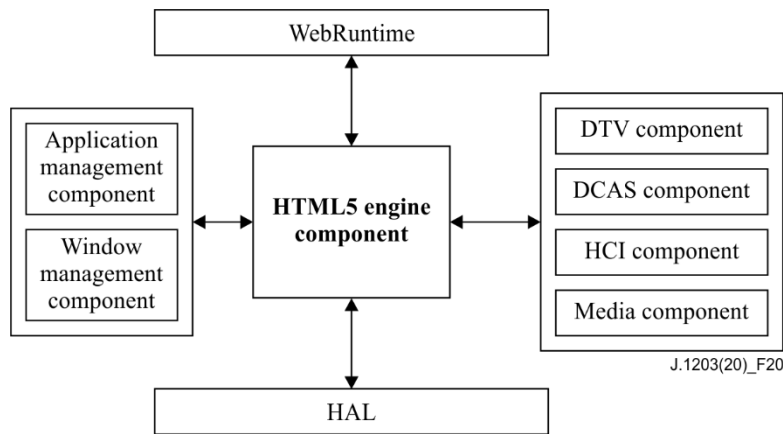 WebRuntime
Application
management
component
Window
management
component
HTML5 engine
component
DTV component
DCAS component
HCI component
Media component
J.1203(20)_F20
HAL